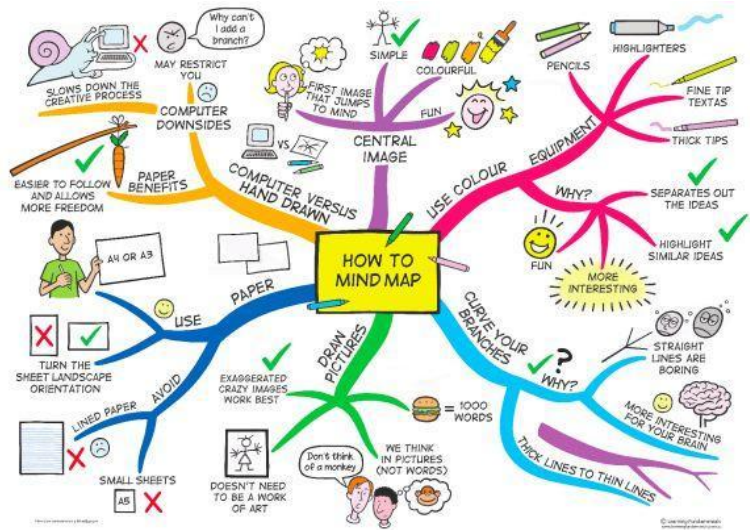 HOW TO
MIND MAP
CENTRAL
IMAGE
FIRST IMAGE
THAT JUMPS
TO MIND
SIMPLE
COLOURFUL
FUN
USE COLOUR
EQUIPMENT
PENCILS
HIGHLIGHTERS
FINE TIP
TEXTAS
THICK TIPS
WHY?
SEPARATES OUT
THE IDEAS
HIGHLIGHT
SIMILAR IDEAS
MORE
INTERESTING
FUN
CURVE YOUR
BRANCHES
?
WHY?
STRAIGHT
LINES ARE
BORING
MORE INTERESTING
FOR YOUR BRAIN
THICK LINES TO THIN LINES
DRAW
PICTURES
= 1000
WORDS
WE THINK
IN PICTURES
(NOT WORDS)
Don't think
of a monkey
DOESN'T NEED
TO BE A WORK
OF ART
EXAGGERATED
CRAZY IMAGES
WORK BEST
PAPER
USE
A4 OR A3
TURN THE
SHEET LANDSCAPE
ORIENTATION
AVOID
LINED PAPER
SMALL SHEETS
A5
COMPUTER VERSUS
HAND DRAWN
VS
PAPER
BENEFITS
EASIER TO FOLLOW
AND ALLOWS
MORE FREEDOM
COMPUTER
DOWNSIDES
SLOWS DOWN THE
CREATIVE PROCESS
MAY RESTRICT
YOU
Why can't
I add a
branch?